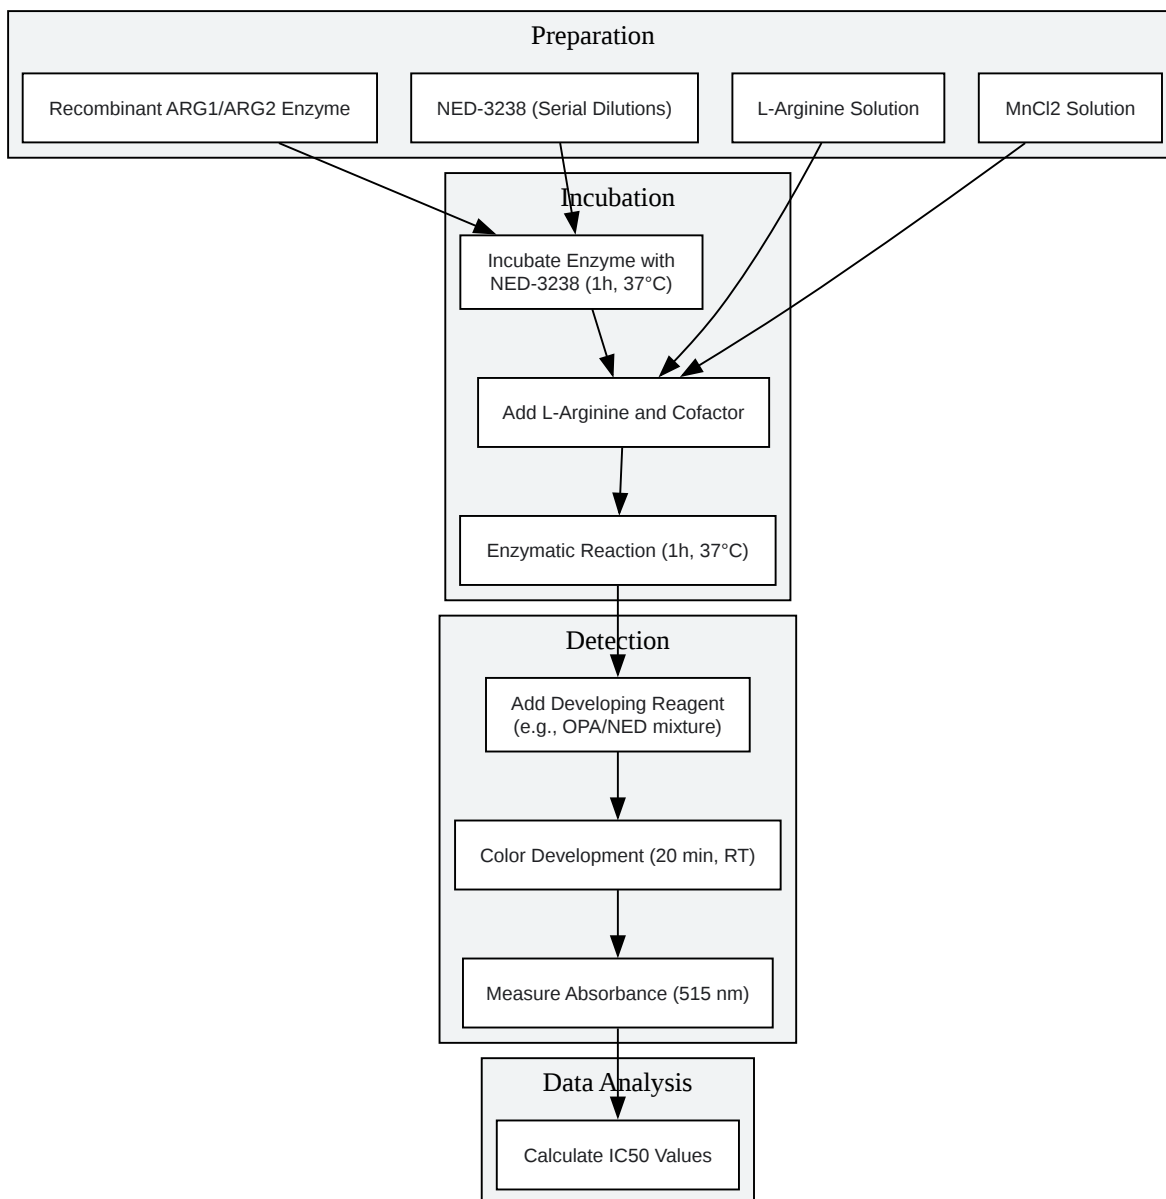 Preparation
Recombinant ARG1/ARG2 Enzyme
NED-3238 (Serial Dilutions)
L-Arginine Solution
MnCl2 Solution
Incubation
Incubate Enzyme with
NED-3238 (1h, 37°C)
Add L-Arginine and Cofactor
Enzymatic Reaction (1h, 37°C)
Detection
Add Developing Reagent
(e.g., OPA/NED mixture)
Color Development (20 min, RT)
Measure Absorbance (515 nm)
Data Analysis
Calculate IC50 Values